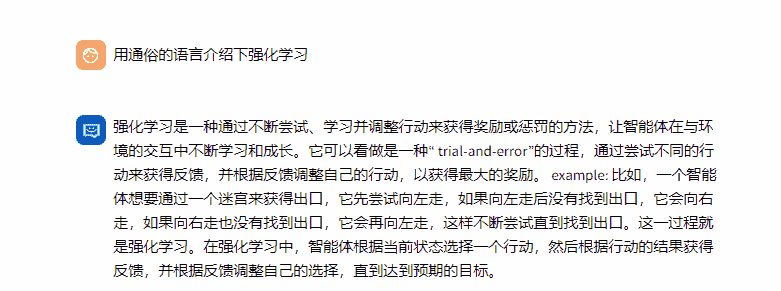 用通俗的语言介绍下强化学习
强化学习是一种通过不断尝试、学习并调整行动来获得奖励或惩罚的方法，让智能体在与环
境的交互中不断学习和成长。它可以看做是一种“ trial-and-error”的过程，通过尝试不同的行
动来获得反馈，并根据反馈调整自己的行动，以获得最大的奖励。 example: 比如，一个智能
体想要通过一个迷宫来获得出口，它先尝试向左走，如果向左走后没有找到出口，它会向右
走，如果向右走也没有找到出口，它会再向左走，这样不断尝试直到找到出口。这一过程就
是强化学习。在强化学习中，智能体根据当前状态选择一个行动，然后根据行动的结果获得
反馈，并根据反馈调整自己的选择，直到达到预期的目标。